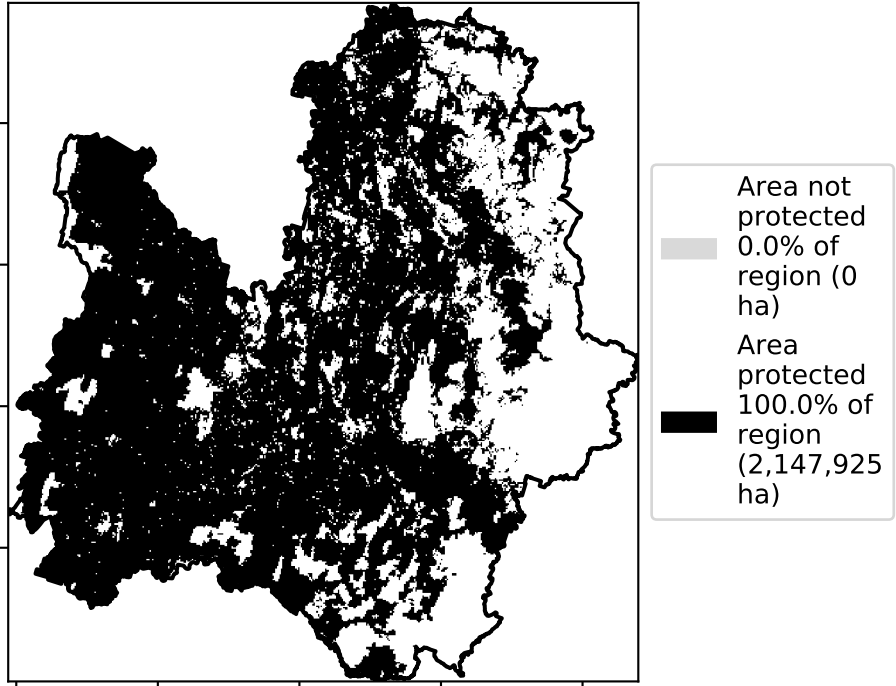 Area not
protected
0.0% of
region (0
ha)
Area
protected
100.0% of
region
(2,147,925
ha)